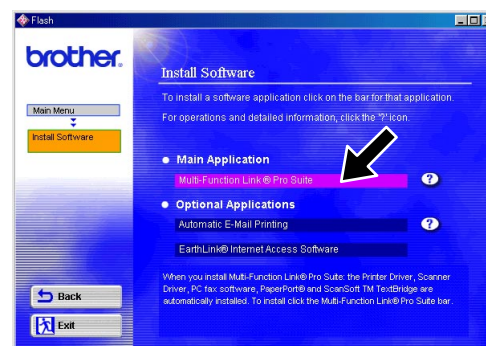 Flash
brother.
Install Software
To install a software application click on the bar for that application.
For operations and detailed information, click the '?' icon.
Main Menu
Install Software
Main Application
Multi-Function Link ® Pro Suite
?
Optional Applications
Automatic E-Mail Printing
?
EarthLink® Internet Access Software
When you install Multi-Function Link® Pro Suite: the Printer Driver, Scanner
Driver, PC fax software, PaperPort® and ScanSoft TM TextBridge are
automatically installed. To install click the Multi-Function Link® Pro Suite bar.
Back
Exit